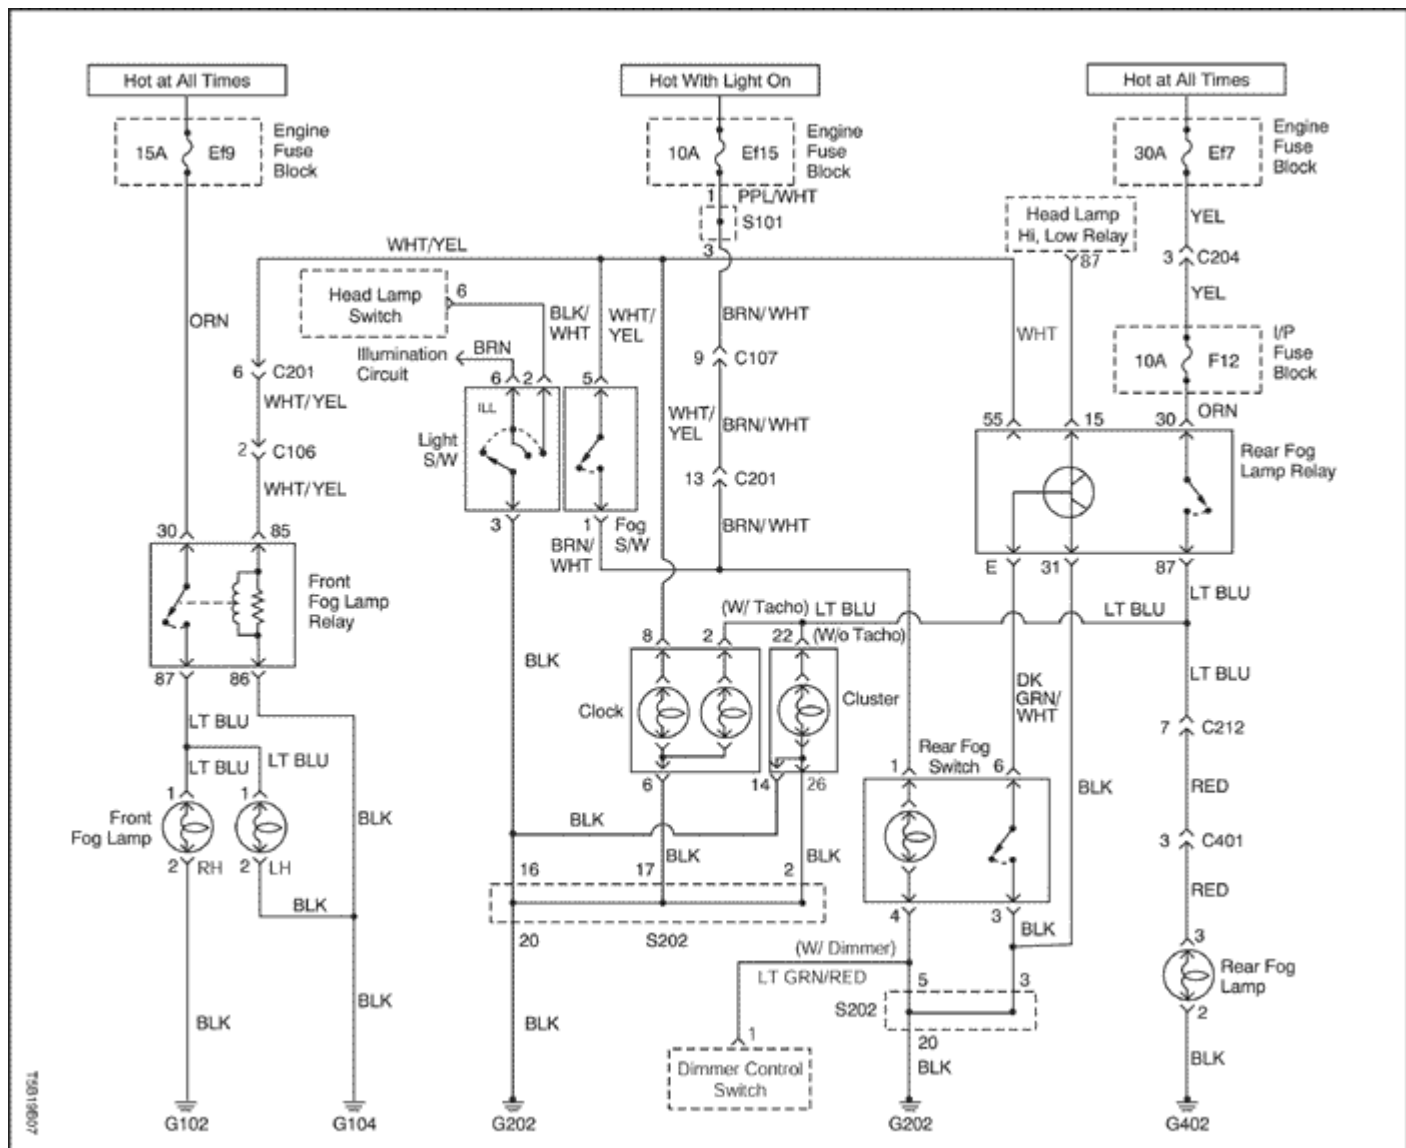 Hot at All Times
Hot With Light On
Hot at All Times
15A
Ef9
Engine
Fuse
Block
10A
Ef15
Engine
Fuse
Block
30A
Ef7
Engine
Fuse
Block
1
PPL/WHT
S101
3
Head Lamp
Hi, Low Relay
87
YEL
3
C204
YEL
WHT/YEL
Head Lamp
Switch
6
ORN
BLK/
WHT
WHT/
YEL
BRN/WHT
WHT
10A
F12
I/P
Fuse
Block
Illumination
Circuit
BRN
9
C107
6
C201
WHT/YEL
6
2
5
ILL
ORN
55
15
30
2
C106
Light
S/W
WHT/
YEL
BRN/WHT
Rear Fog
Lamp Relay
WHT/YEL
13
C201
30
85
3
1
Fog
S/W
BRN/
WHT
BRN/WHT
E
31
87
Front
Fog Lamp
Relay
LT BLU
(W/ Tacho)
LT BLU
LT BLU
8
2
22
(W/o Tacho)
BLK
87
86
LT BLU
DK
GRN/
WHT
LT BLU
Clock
Cluster
LT BLU
LT BLU
7
C212
Rear Fog
Switch
1
6
6
14
26
BLK
RED
1
1
Front
Fog Lamp
BLK
BLK
3
C401
2
RH
2
LH
BLK
BLK
16
17
2
RED
BLK
4
3
BLK
20
S202
(W/ Dimmer)
3
LT GRN/RED
5
3
Rear Fog
Lamp
BLK
BLK
BLK
S202
2
1
20
Dimmer Control
Switch
BLK
BLK
G102
G104
G202
G202
G402
T5B19B07